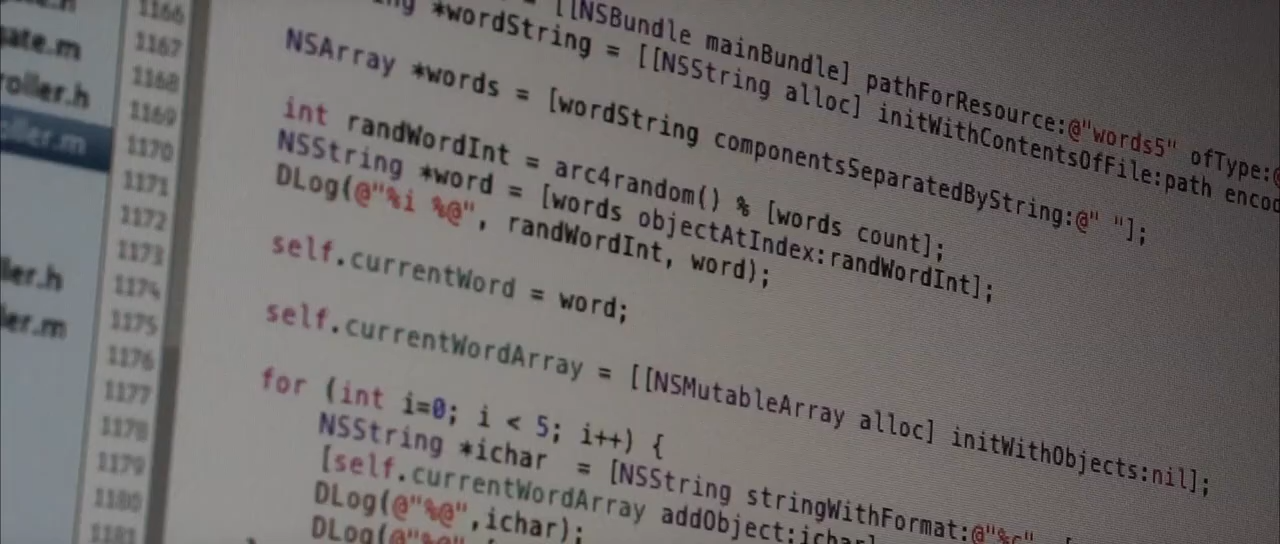 [[NSBundle mainBundle] pathForResource:@"words5" ofType:@
*wordString = [[NSString alloc] initWithContentsOfFile:path encod
NSArray *words = [wordString componentsSeparatedByString:@" "];
int randWordInt = arc4random() % [words count];
NSString *word = [words objectAtIndex:randWordInt];
DLog(@"%i %@", randWordInt, word);
self.currentWord = word;
self.currentWordArray = [[NSMutableArray alloc] initWithObjects:nil];
for (int i=0; i < 5; i++) {
NSString *ichar = [NSString stringWithFormat:@"%c", [
[self.currentWordArray addObject:ichar]
DLog(@"%@",ichar);
DLog(@"%@"
1166
1167
1168
1169
1170
1171
1172
1173
1174
1175
1176
1177
1178
1179
1180
1181
ate.m
roller.h
oller.m
ller.h
ler.m